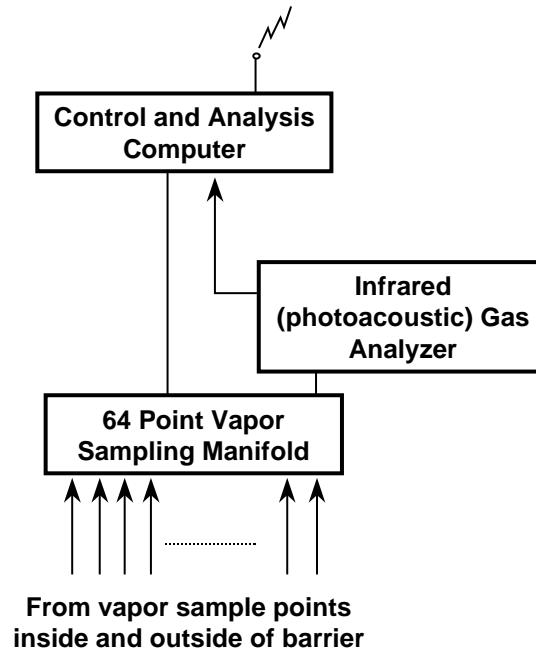 Control and Analysis
Computer
Infrared
(photoacoustic) Gas
Analyzer
64 Point Vapor
Sampling Manifold
From vapor sample points
inside and outside of barrier